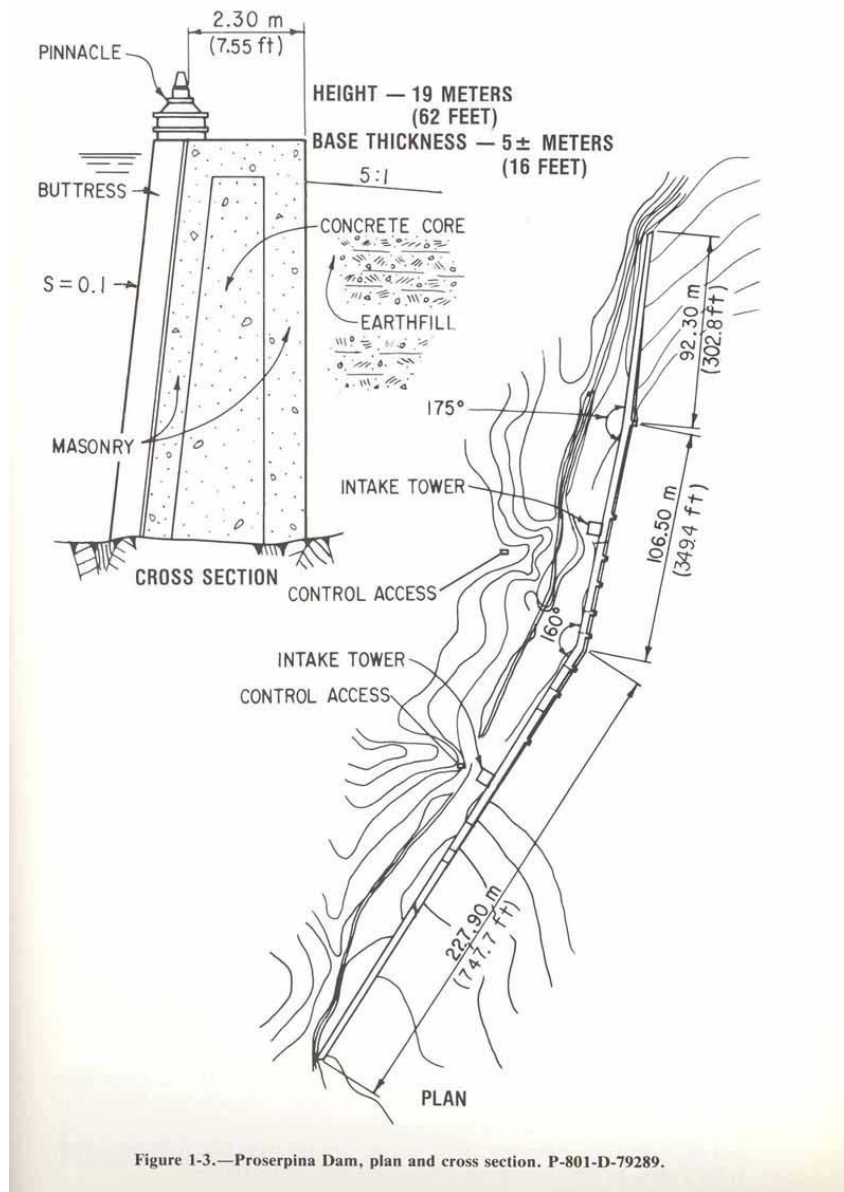 2.30 m
(7.55 ft)
PINNACLE
HEIGHT — 19 METERS
(62 FEET)
BASE THICKNESS — 5± METERS
(16 FEET)
5:1
BUTTRESS
CONCRETE CORE
S = 0.1
EARTHFILL
MASONRY
CROSS SECTION
92.30 m
(302.8 ft)
175°
INTAKE TOWER
106.50 m
(349.4 ft)
CONTROL ACCESS
160°
INTAKE TOWER
CONTROL ACCESS
227.90 m
(747.7 ft)
PLAN
Figure 1-3.—Proserpina Dam, plan and cross section. P-801-D-79289.